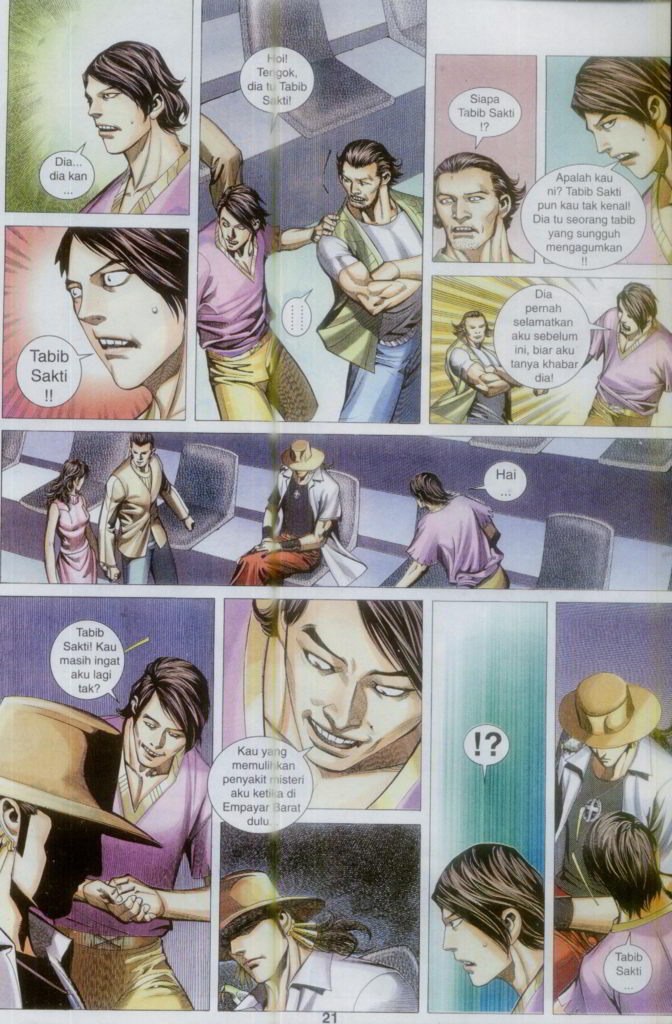 Dia...
dia kan
...
Hoi!
Tengok,
dia tu Tabib
Sakti!
Siapa
Tabib Sakti
!?
Apalah kau
ni? Tabib Sakti
pun kau tak kenal!
Dia tu seorang tabib
yang sungguh
mengagumkan
!!
Tabib
Sakti
!!
......
Dia
pernah
selamatkan
aku sebelum
ini, biar aku
tanya khabar
dia!
Hai
...
Tabib
Sakti! Kau
masih ingat
aku lagi
tak?
Kau yang
memulihkan
penyakit misteri
aku ketika di
Empayar Barat
dulu...
!?
Tabib
Sakti
...
21